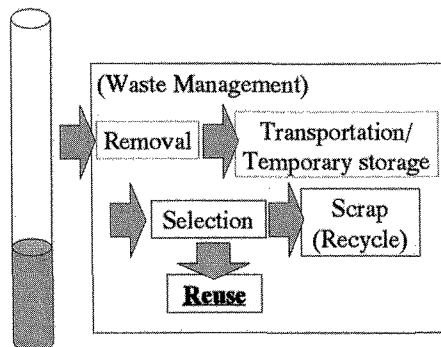 (Waste Management)
Removal
Transportation/
Temporary storage
Selection
Scrap
(Recycle)
Reuse